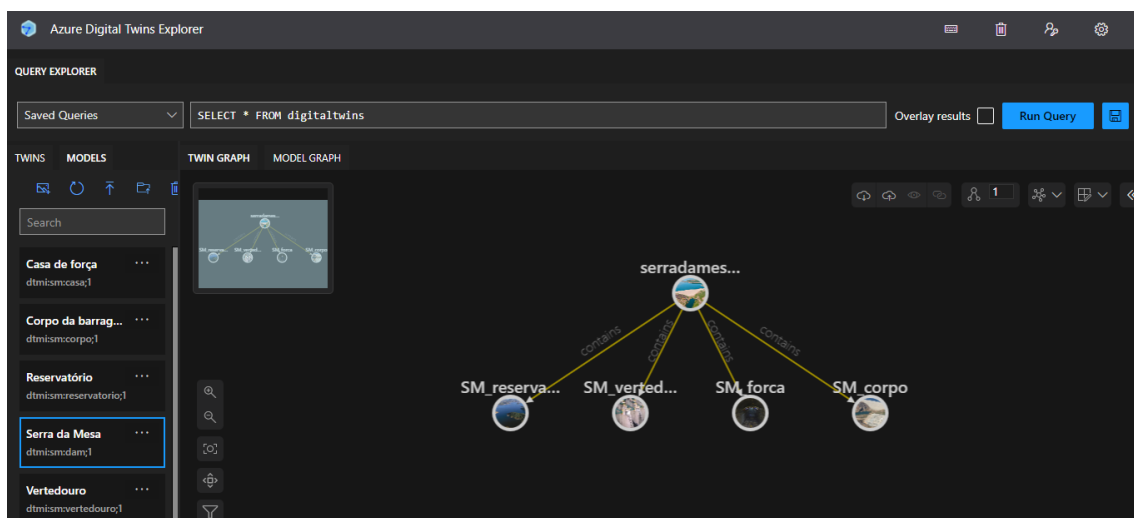 Azure Digital Twins Explorer
QUERY EXPLORER
Saved Queries
SELECT * FROM digitaltwins
Overlay results
Run Query
TWINS MODELS
TWIN GRAPH MODEL GRAPH
1
Search
Casa de força ...
dtmi:sm:casa;1
Corpo da barrag... ...
dtmi:sm:corpo;1
Reservatório ...
dtmi:sm:reservatorio;1
Serra da Mesa ...
dtmi:sm:dam;1
Vertedouro ...
dtmi:sm:vertedouro;1
serradames...
contains
contains
contains
contains
SM_reserva...
SM_verted...
SM_forca
SM_corpo